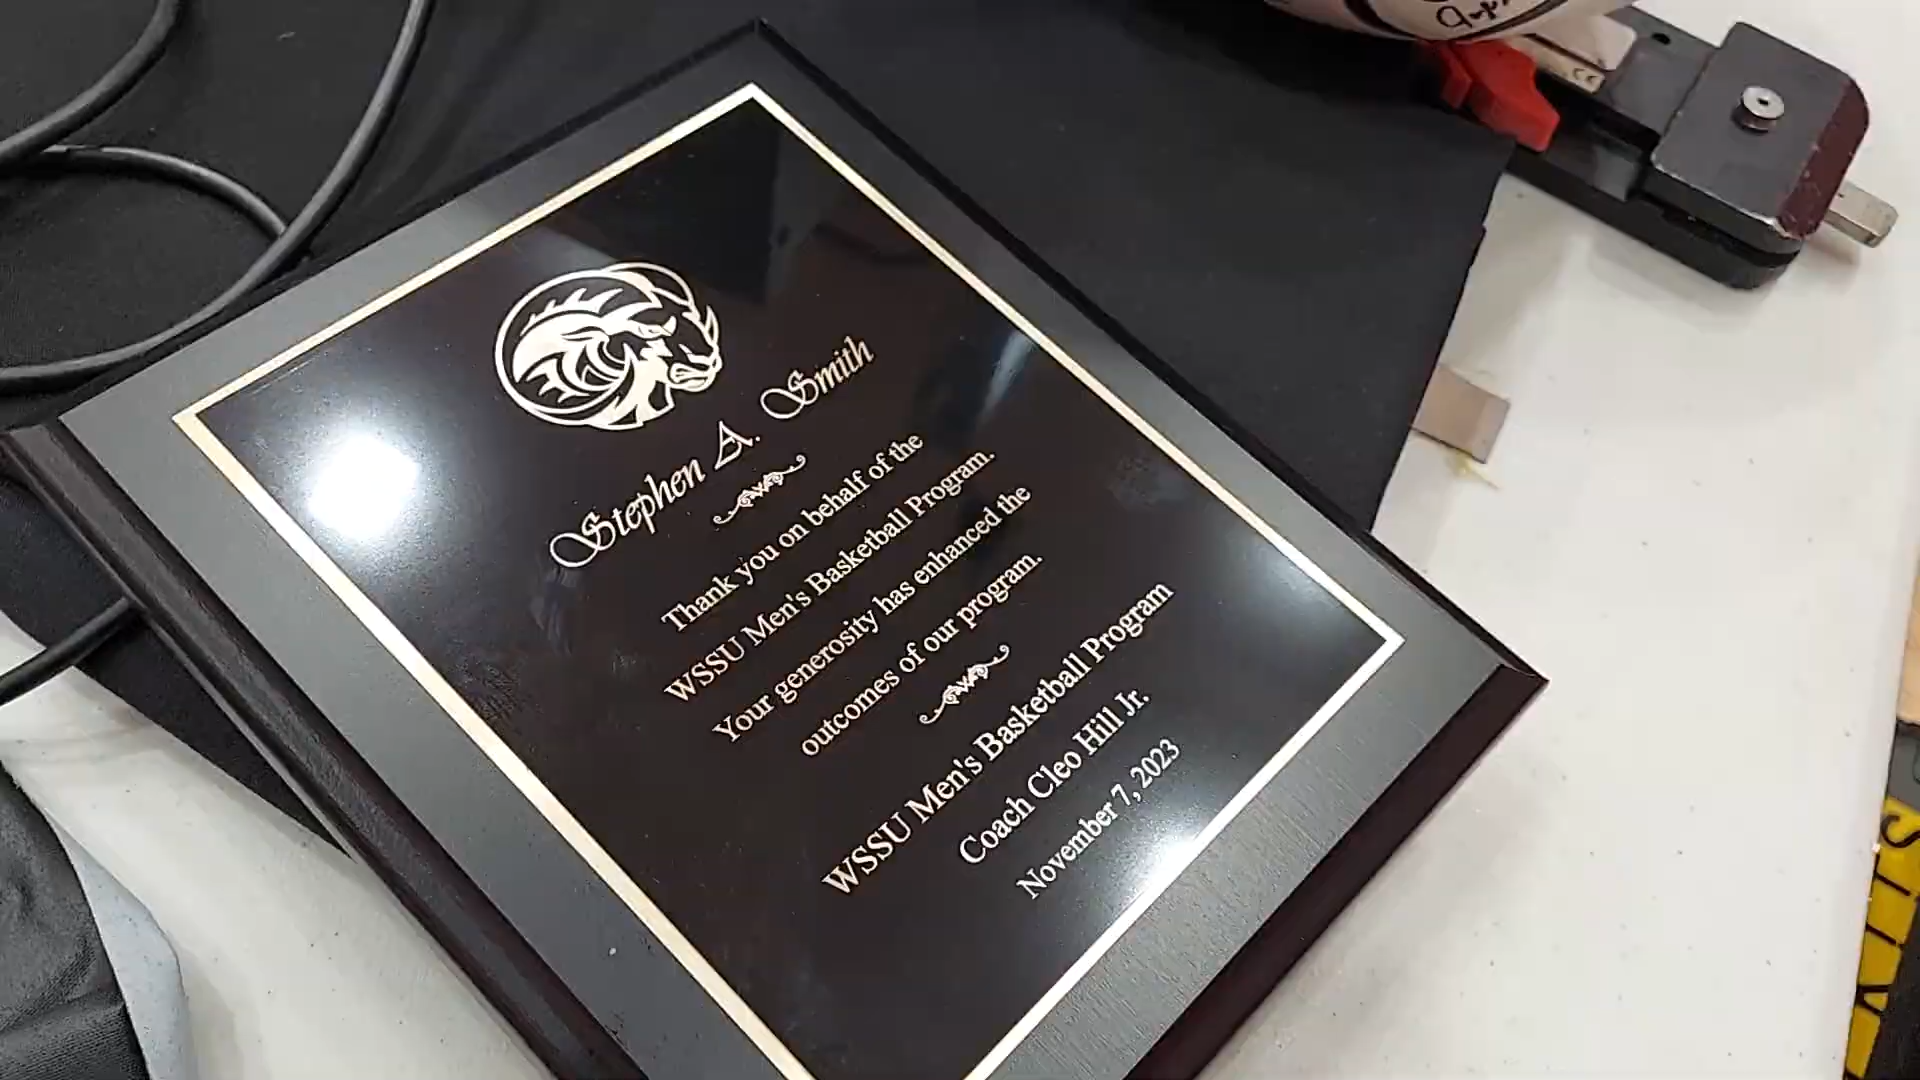 Stephen A. Smith
Thank you on behalf of the
WSSU Men's Basketball Program.
Your generosity has enhanced the
outcomes of our program.
WSSU Men's Basketball Program
Coach Cleo Hill Jr.
November 7, 2023